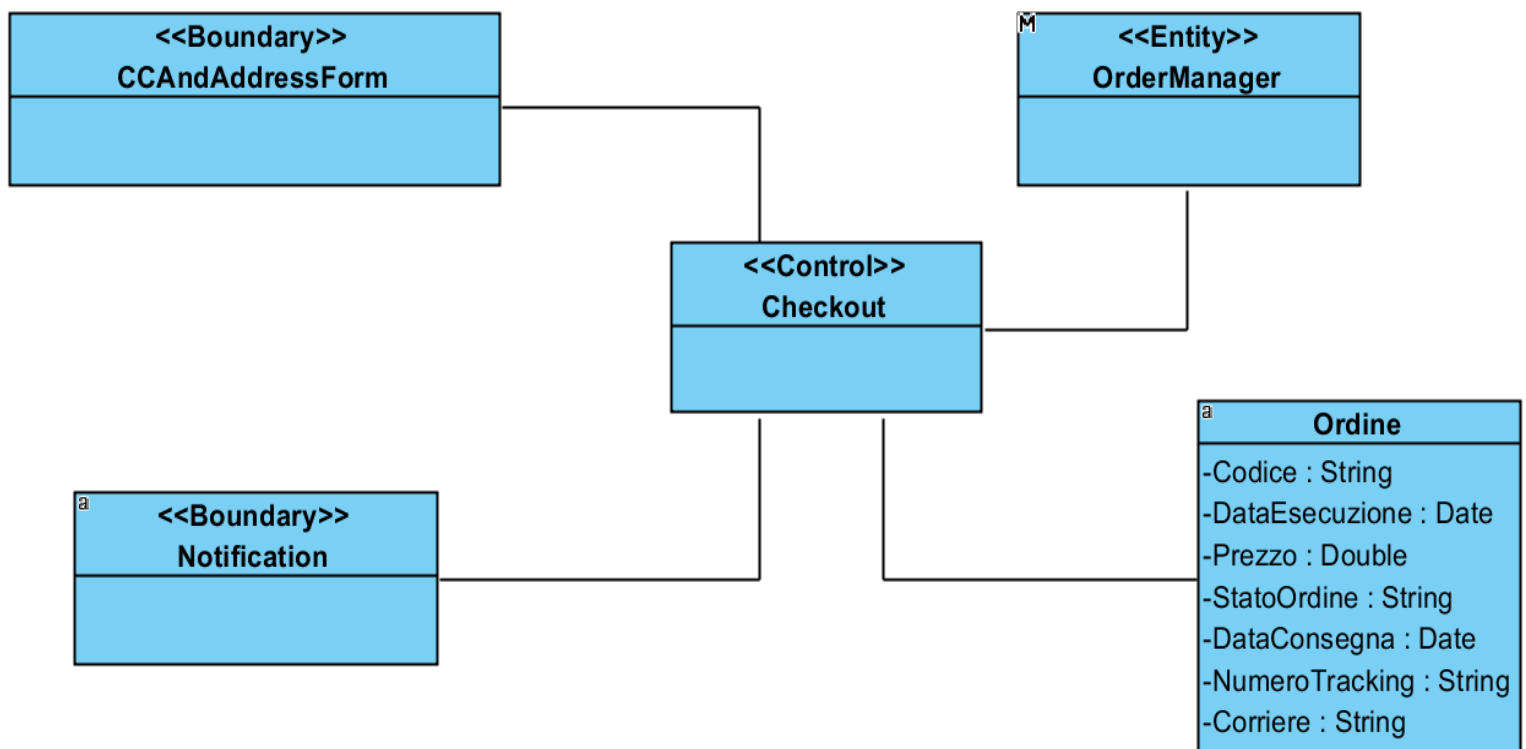 <<Boundary>>
CCAndAddressForm
M
<<Entity>>
OrderManager
<<Control>>
Checkout
a
<<Boundary>>
Notification
a
Ordine
-Codice : String
-DataEsecuzione : Date
-Prezzo : Double
-StatoOrdine : String
-DataConsegna : Date
-NumeroTracking : String
-Corriere : String